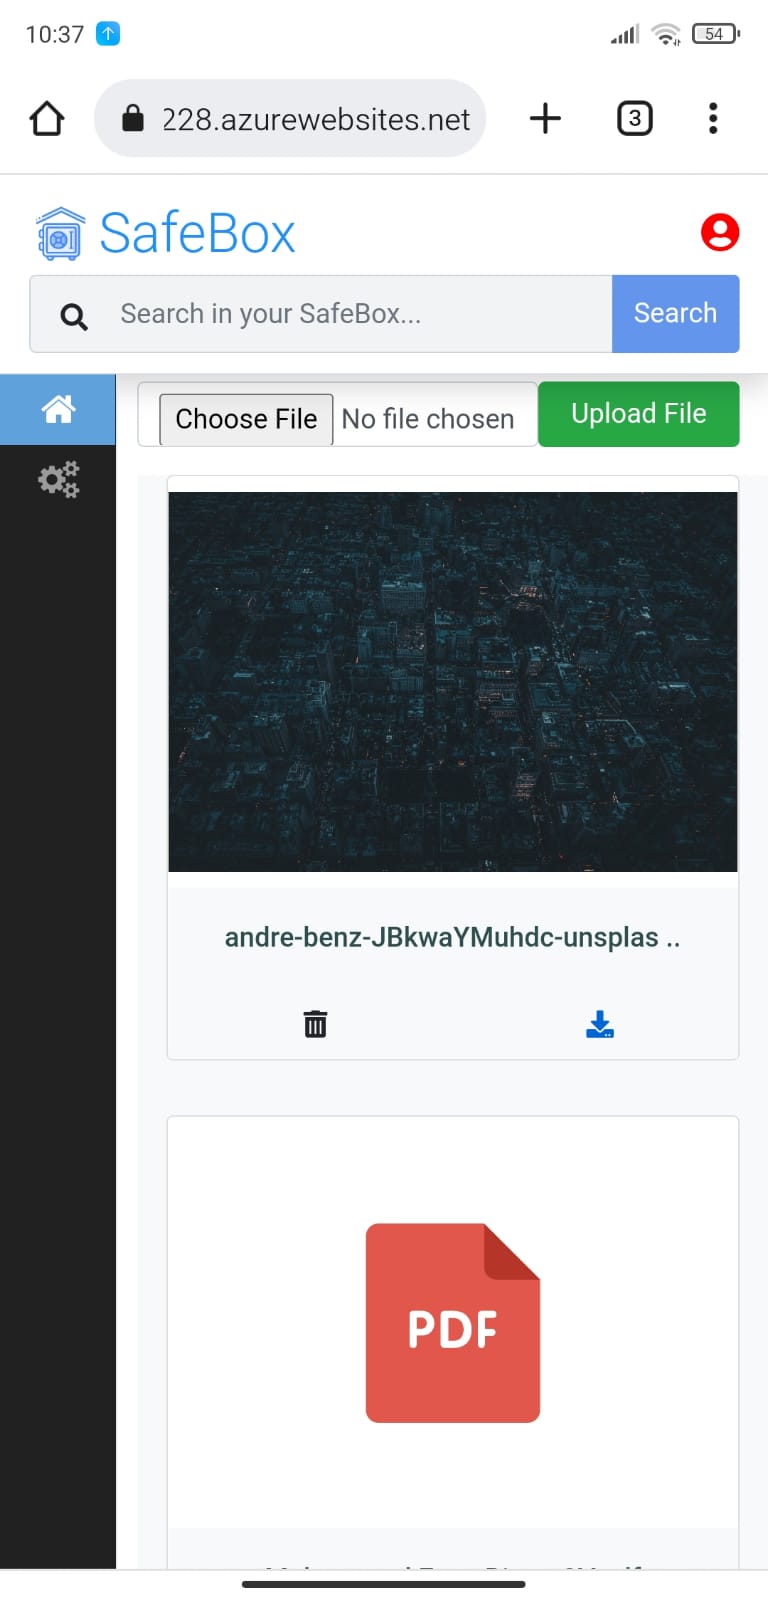 10:37
54
228.azurewebsites.net
3
SafeBox
Search in your SafeBox...
Search
Choose File No file chosen
Upload File
andre-benz-JBkwaYMuhdc-unsplas ..
PDF